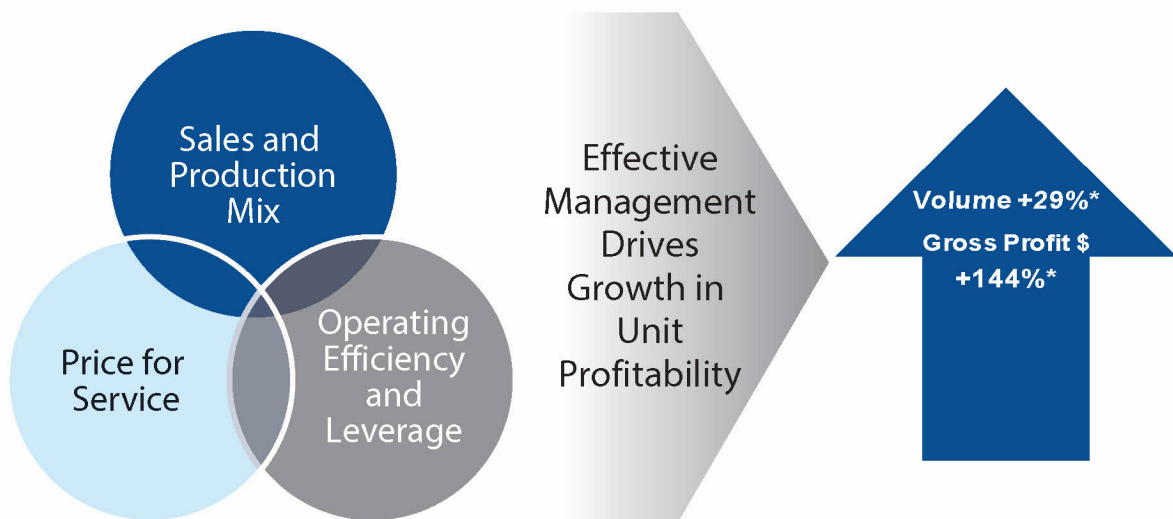 Sales and
Production
Mix
Price for
Service
Operating
Efficiency
and
Leverage
Effective
Management
Drives
Growth in
Unit
Profitability
Volume +29%*
Gross Profit $
+144%*